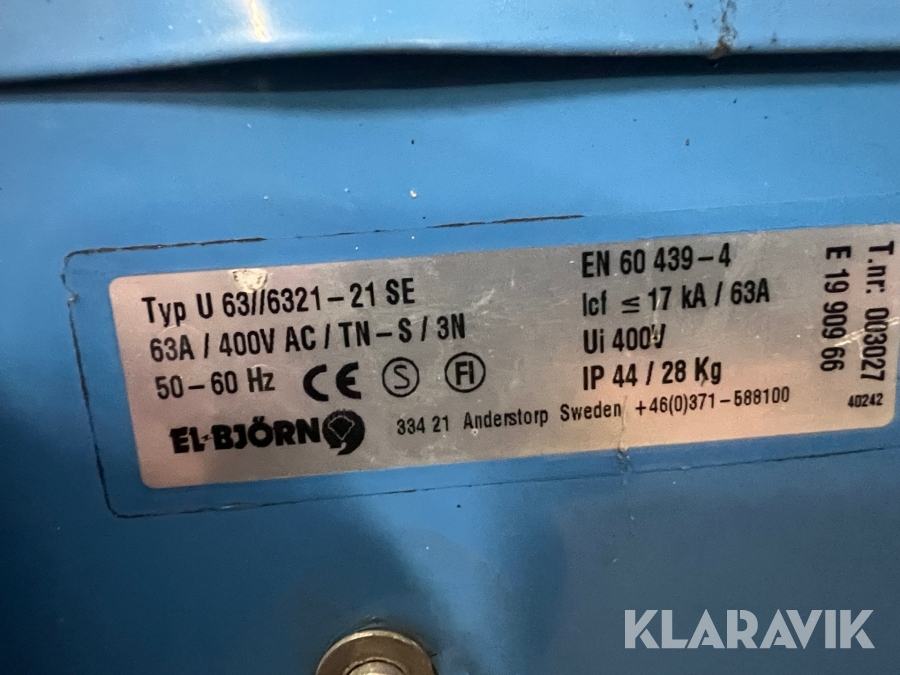 Typ U 63//6321-21 SE
63A / 400V AC / TN-S / 3N
50-60 Hz CE S FI
EL-BJÖRN
334 21 Anderstorp Sweden +46(0)371-588100
EN 60 439-4
Icf ≤ 17 kA / 63A
Ui 400V
IP 44 / 28 Kg
T.nr. 003027
E 19 909 66
40242
KLARAVIK